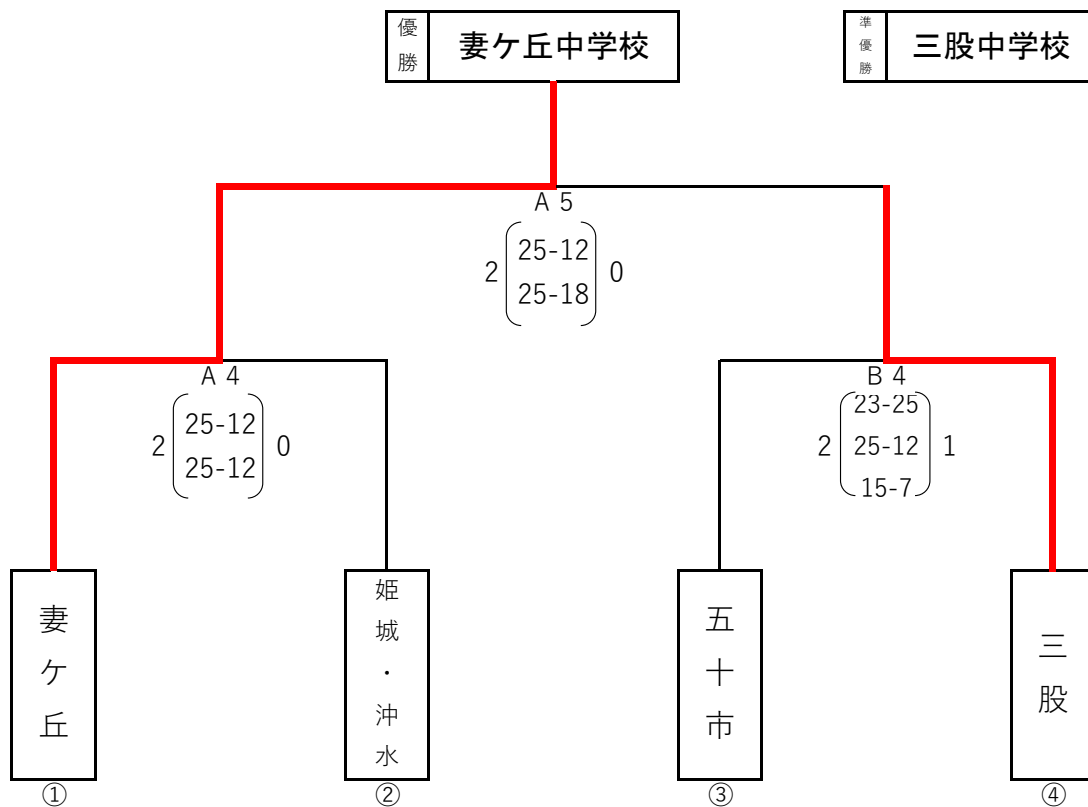 優勝 妻ケ丘中学校
準優勝 三股中学校
A 5
2 25-12 0
25-18
A 4
2 25-12 0
25-12
B 4
23-25
2 25-12 1
15-7
妻ケ丘
姫城・沖水
五十市
三股
① ② ③ ④